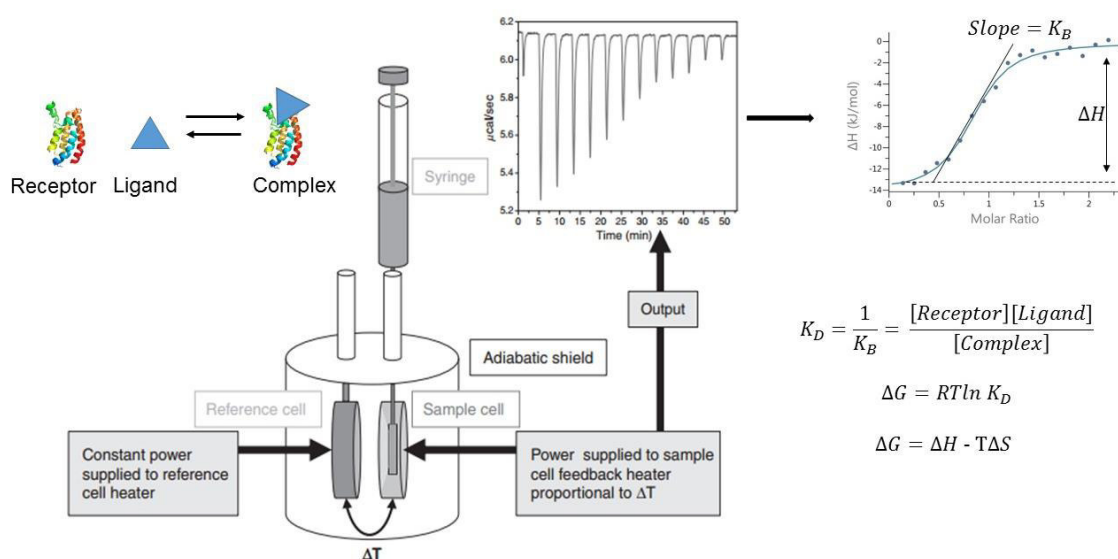 Receptor
Ligand
Complex
Syringe
6.2
6.0
5.8
5.6
5.4
5.2
µcal/sec
0 5 10 15 20 25 30 35 40 45 50
Time (min)
Slope = K_B
0
-2
-4
-6
-8
-10
-12
-14
ΔH (kJ/mol)
ΔH
0 0.5 1 1.5 2
Molar Ratio
Output
Adiabatic shield
Reference cell
Sample cell
Constant power
supplied to reference
cell heater
Power supplied to sample
cell feedback heater
proportional to ΔT
ΔT
K_D = 1/K_B = [Receptor][Ligand]/[Complex]
ΔG = RTln K_D
ΔG = ΔH - TΔS